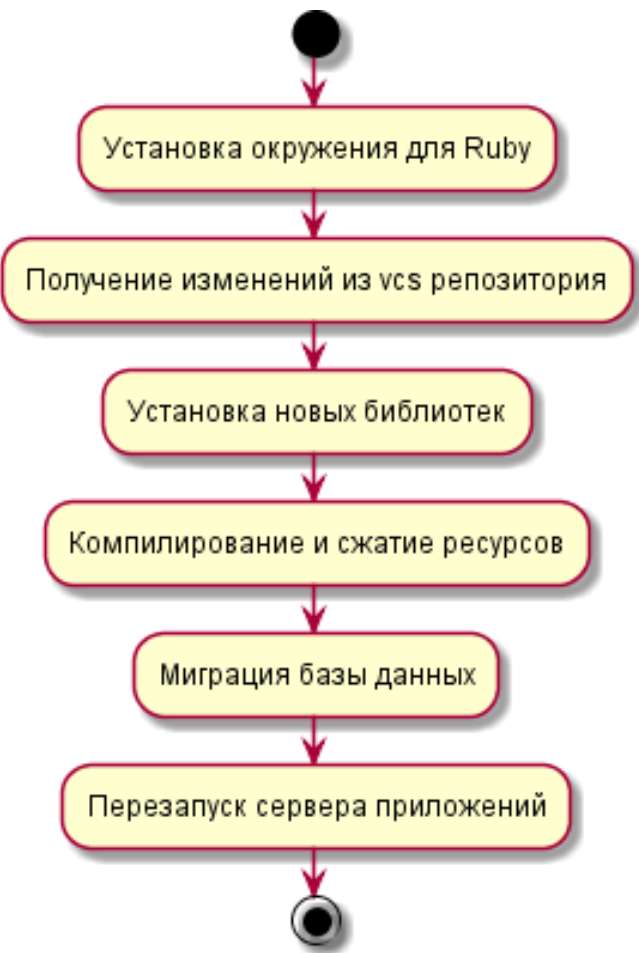 Установка окружения для Ruby
Получение изменений из vcs репозитория
Установка новых библиотек
Компилирование и сжатие ресурсов
Миграция базы данных
Перезапуск сервера приложений